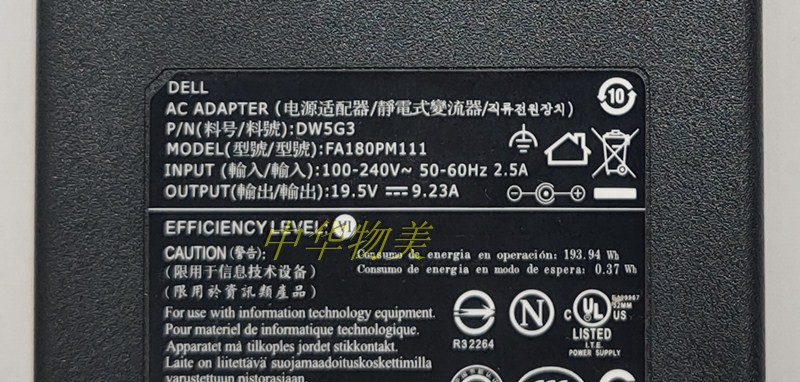 DELL
AC ADAPTER (电源适配器/靜電式變流器/직류전원장치)
P/N(料号/料號):DW5G3
MODEL(型號/型號):FA180PM111
INPUT (輸入/輸入):100-240V~ 50-60Hz 2.5A
OUTPUT(輸出/輸出):19.5V ⎓ 9.23A
10
EFFICIENCY LEVEL VI
中华物美
CAUTION (警告):
(限用于信息技术设备)
(限用於資訊類產品)
Consumo de energia en operación: 193.94 Wh
Consumo de energia en modo de espera: 0.37 Wh
For use with information technology equipment.
Pour materiel de informatique technologique.
Apparatet må tilkoples jordet stikkontakt.
Laite on liitettävä suojamaadoituskoskettimilla
varustettuun pistorasiaan.
R32264
N
C UL US
LISTED
I.T.E.
POWER SUPPLY